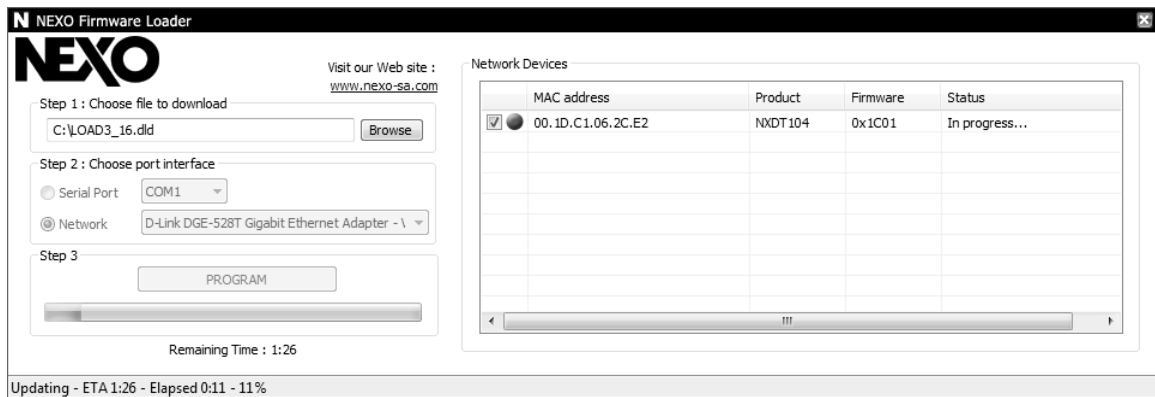 N NEXO Firmware Loader
NEXO
Visit our Web site :
www.nexo-sa.com
Step 1 : Choose file to download
C:\LOAD3_16.dld
Browse
Step 2 : Choose port interface
Serial Port
COM1
Network
D-Link DGE-528T Gigabit Ethernet Adapter - \
Step 3
PROGRAM
Remaining Time : 1:26
Network Devices
MAC address Product Firmware Status
00.1D.C1.06.2C.E2 NXDT104 0x1C01 In progress...
Updating - ETA 1:26 - Elapsed 0:11 - 11%